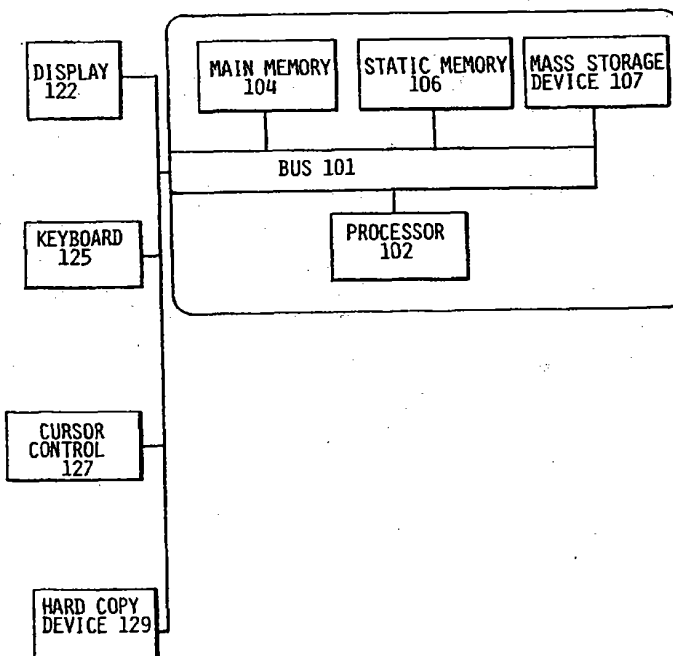 DISPLAY
122
MAIN MEMORY
104
STATIC MEMORY
106
MASS STORAGE
DEVICE 107
BUS 101
KEYBOARD
125
PROCESSOR
102
CURSOR
CONTROL
127
HARD COPY
DEVICE 129